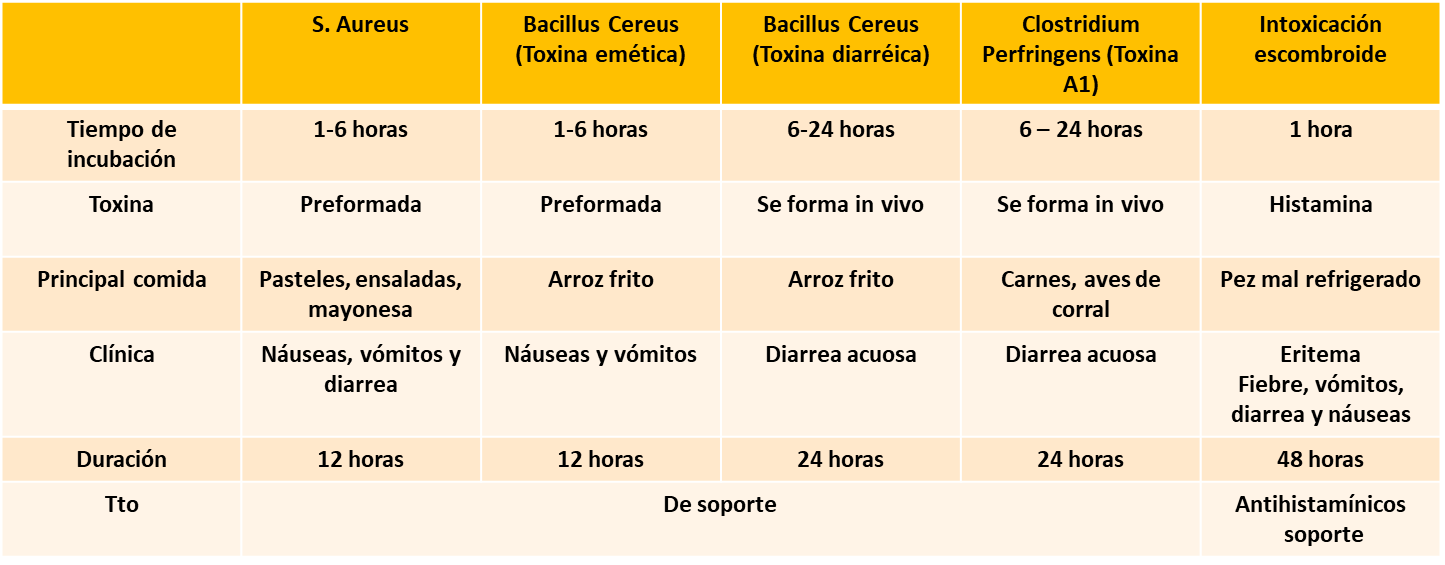 S. Aureus
Bacillus Cereus
(Toxina emética)
Bacillus Cereus
(Toxina diarréica)
Clostridium
Perfringens (Toxina
A1)
Intoxicación
escombroide
Tiempo de
incubación
1-6 horas
1-6 horas
6-24 horas
6 – 24 horas
1 hora
Toxina
Preformada
Preformada
Se forma in vivo
Se forma in vivo
Histamina
Principal comida
Pasteles, ensaladas,
mayonesa
Arroz frito
Arroz frito
Carnes, aves de
corral
Pez mal refrigerado
Clínica
Náuseas, vómitos y
diarrea
Náuseas y vómitos
Diarrea acuosa
Diarrea acuosa
Eritema
Fiebre, vómitos,
diarrea y náuseas
Duración
12 horas
12 horas
24 horas
24 horas
48 horas
Tto
De soporte
Antihistamínicos
soporte